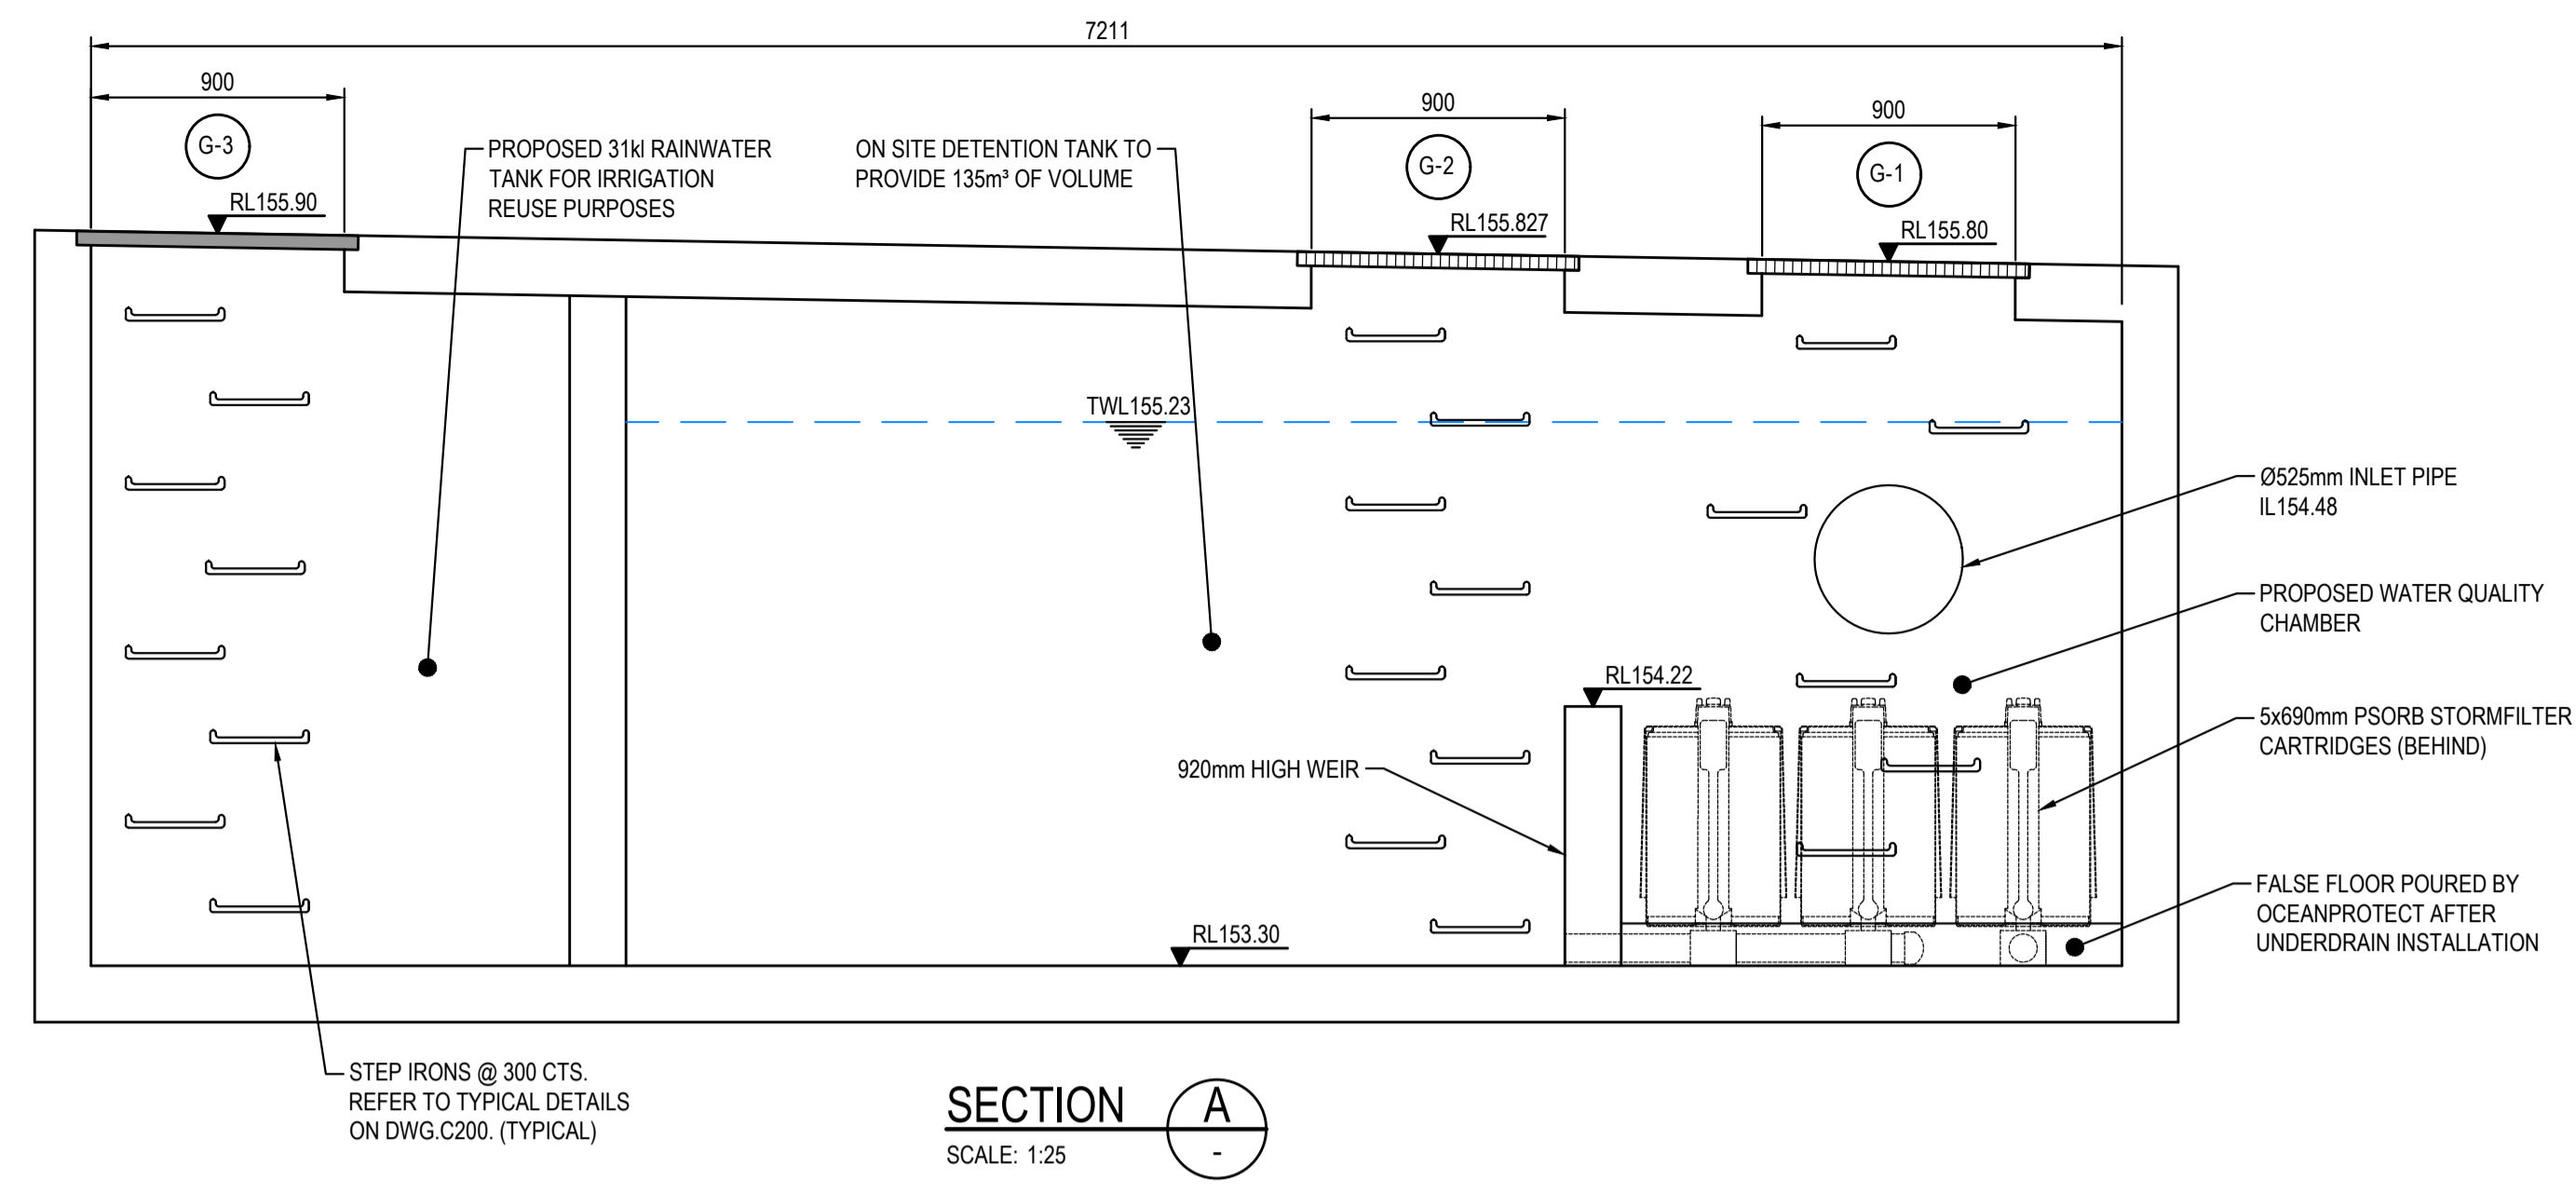 7211
900
900
900
G-3
G-2
G-1
PROPOSED 31kl RAINWATER
TANK FOR IRRIGATION
REUSE PURPOSES
ON SITE DETENTION TANK TO
PROVIDE 135m³ OF VOLUME
RL155.90
RL155.827
RL155.80
TWL155.23
Ø525mm INLET PIPE
IL154.48
PROPOSED WATER QUALITY
CHAMBER
RL154.22
5x690mm PSORB STORMFILTER
CARTRIDGES (BEHIND)
920mm HIGH WEIR
FALSE FLOOR POURED BY
OCEANPROTECT AFTER
UNDERDRAIN INSTALLATION
RL153.30
STEP IRONS @ 300 CTS.
REFER TO TYPICAL DETAILS
ON DWG.C200. (TYPICAL)
SECTION
A
-
SCALE: 1:25